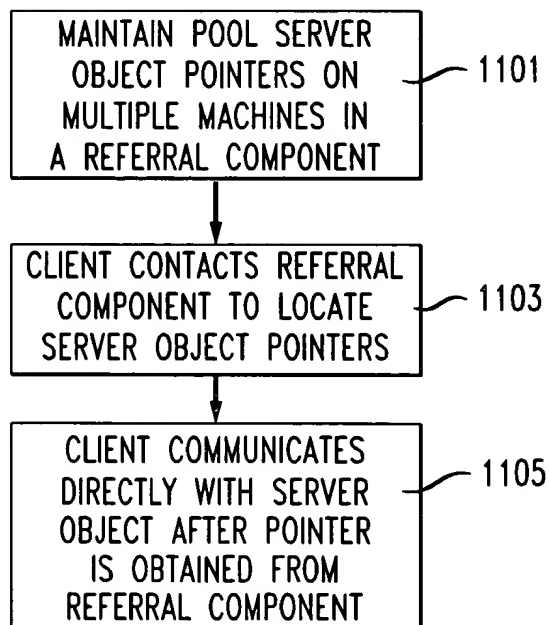 MAINTAIN POOL SERVER
OBJECT POINTERS ON
MULTIPLE MACHINES IN
A REFERRAL COMPONENT
1101
CLIENT CONTACTS REFERRAL
COMPONENT TO LOCATE
SERVER OBJECT POINTERS
1103
CLIENT COMMUNICATES
DIRECTLY WITH SERVER
OBJECT AFTER POINTER
IS OBTAINED FROM
REFERRAL COMPONENT
1105